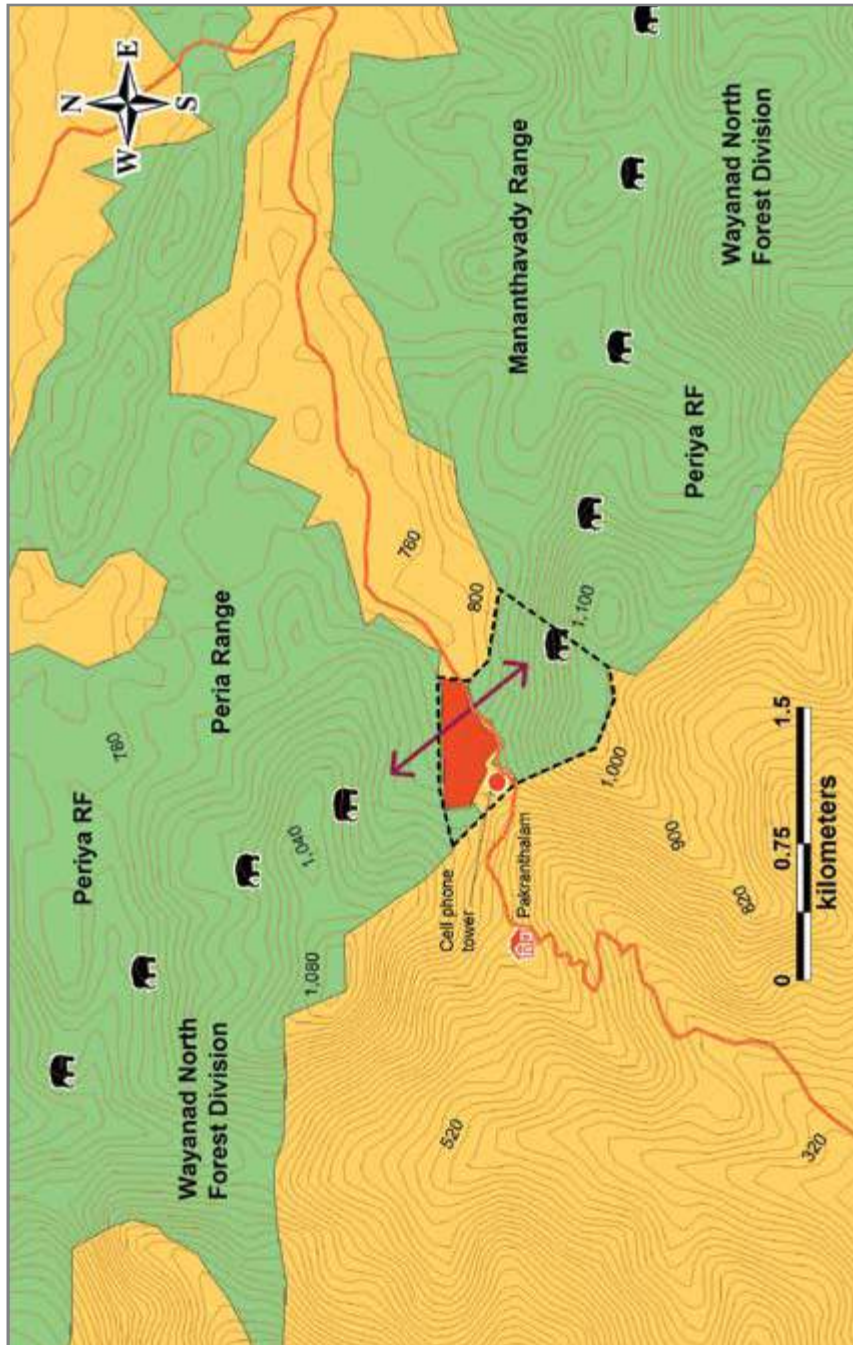 N
W
E
S
Periya RF
780
Wayanad North
Forest Division
Peria Range
1,040
1,080
760
520
Cell phone
tower
800
Mananthavady Range
Pakranthalam
1,100
1,000
Periya RF
900
Wayanad North
Forest Division
820
0
0.75
1.5
kilometers
320